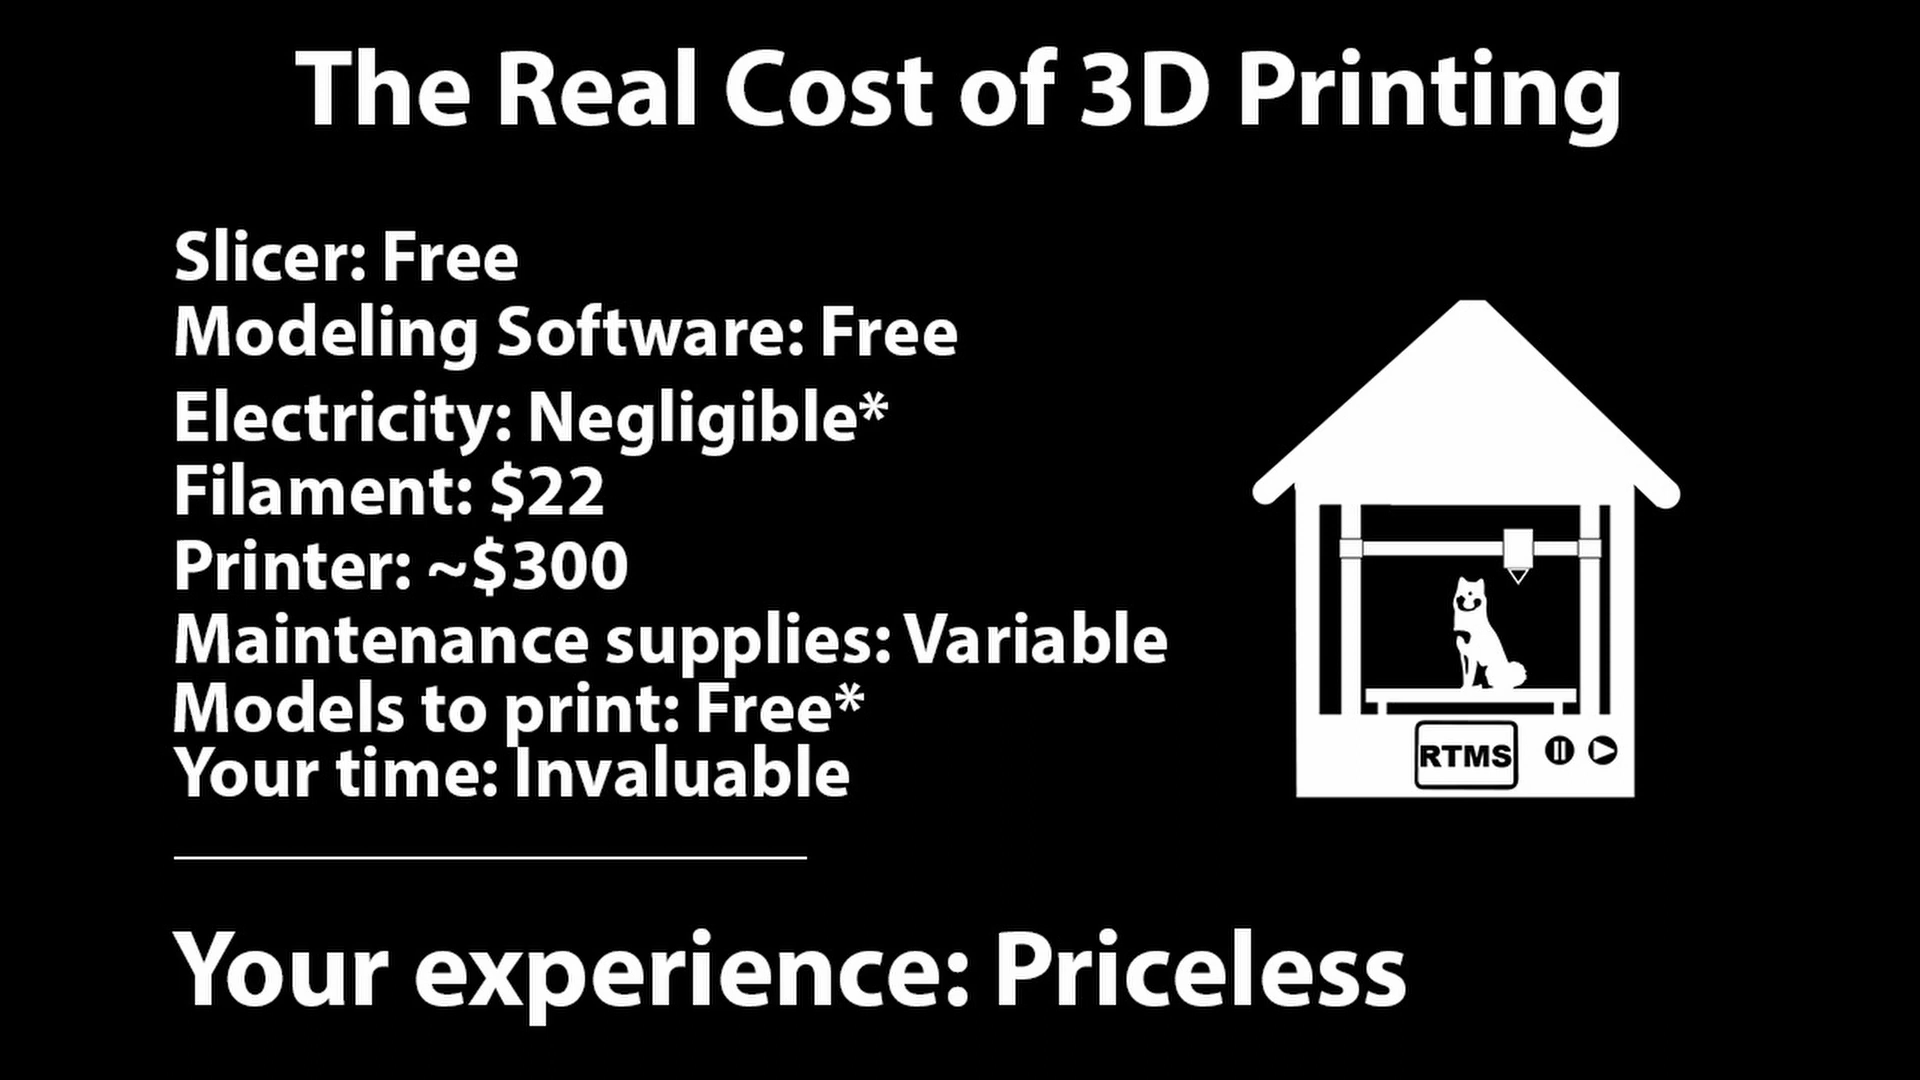 The Real Cost of 3D Printing
Slicer: Free
Modeling Software: Free
Electricity: Negligible*
Filament: $22
Printer: ~$300
Maintenance supplies: Variable
Models to print: Free*
Your time: Invaluable
RTMS
Your experience: Priceless